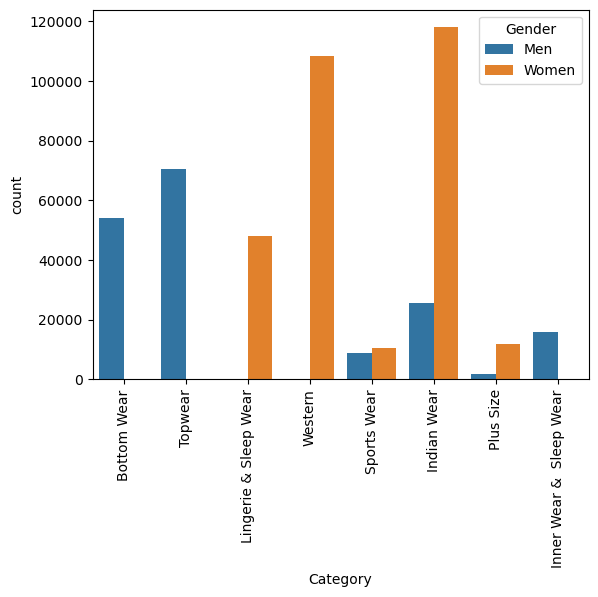 120000
100000
80000
60000
40000
20000
0
count
Gender
Men
Women
Bottom Wear
Topwear
Lingerie & Sleep Wear
Western
Sports Wear
Indian Wear
Plus Size
Inner Wear &  Sleep Wear
Category